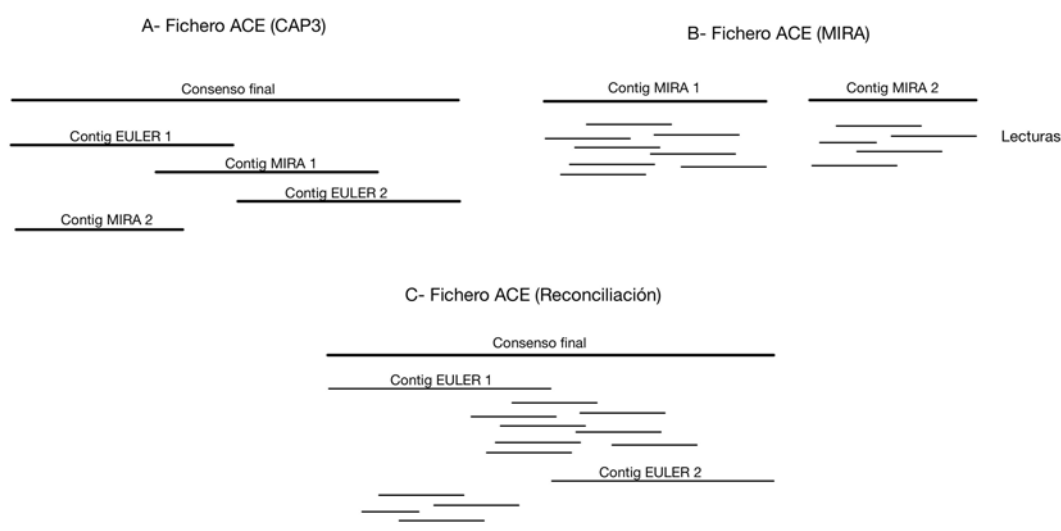 A- Fichero ACE (CAP3)
Consenso final
Contig EULER 1
Contig MIRA 1
Contig EULER 2
Contig MIRA 2
B- Fichero ACE (MIRA)
Contig MIRA 1
Contig MIRA 2
Lecturas
C- Fichero ACE (Reconciliación)
Consenso final
Contig EULER 1
Contig EULER 2